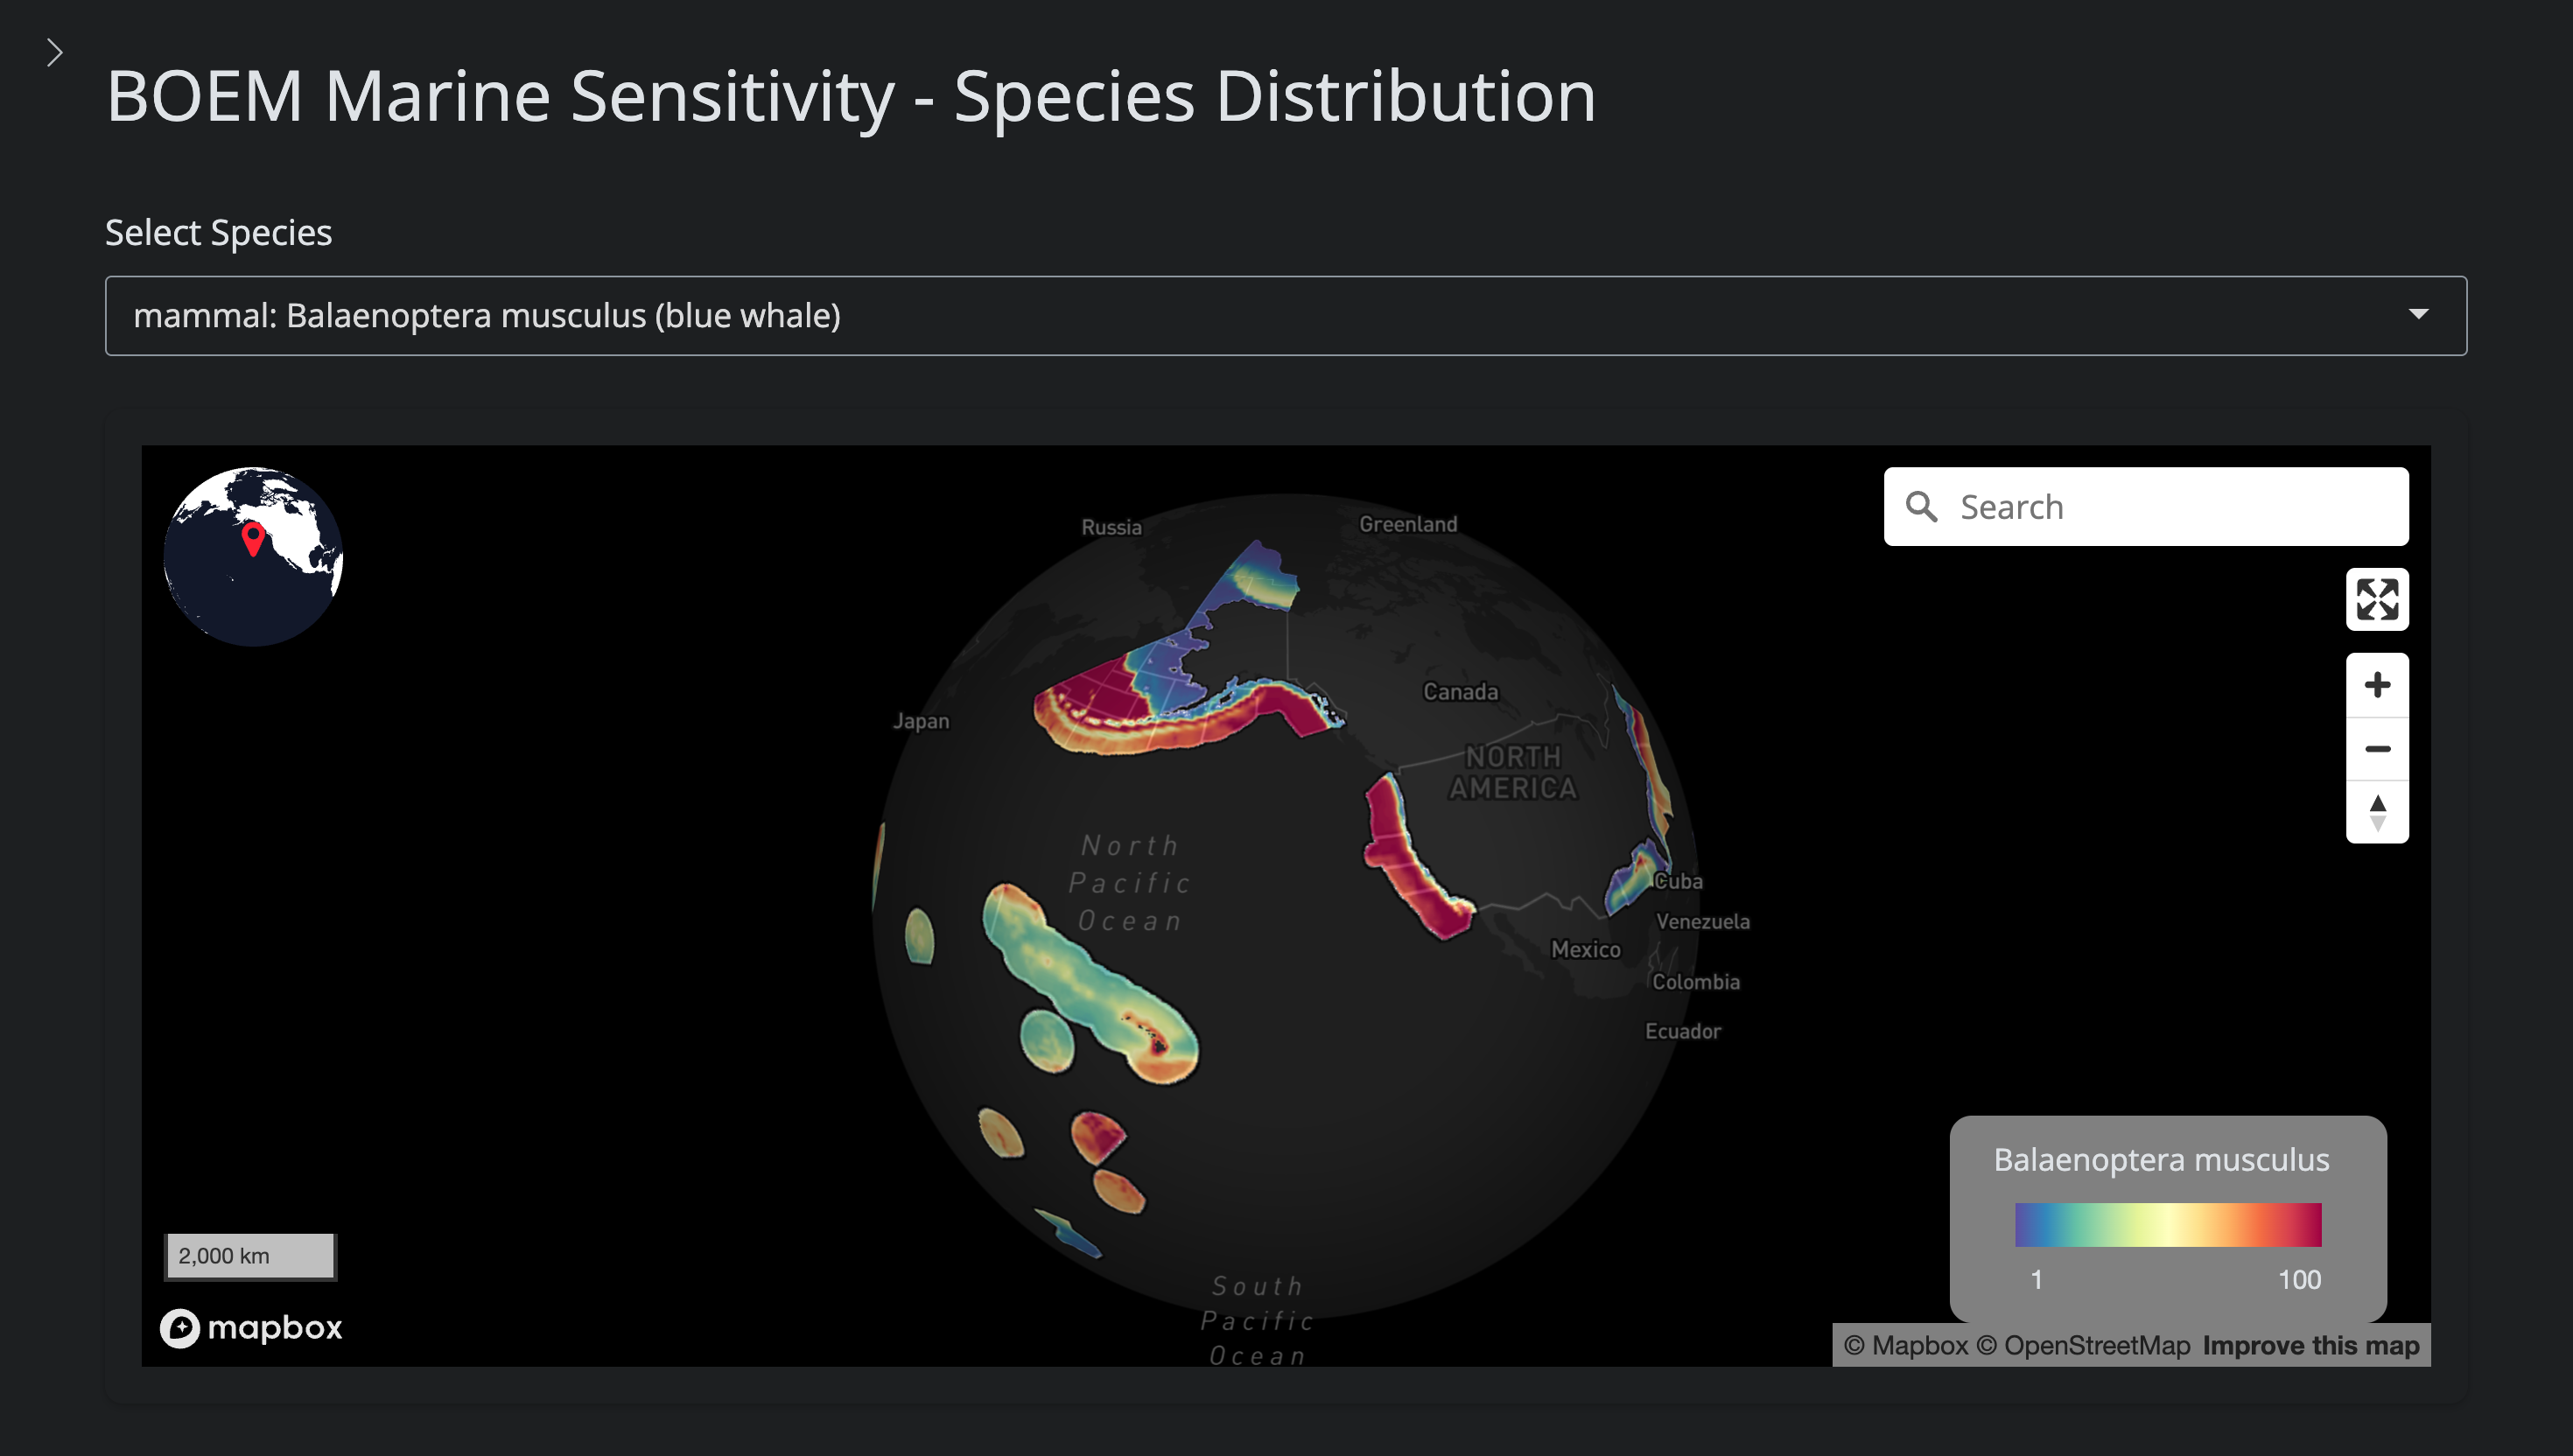 BOEM Marine Sensitivity - Species Distribution
Select Species
mammal: Balaenoptera musculus (blue whale)
Search
Russia
Greenland
Canada
Japan
NORTH
AMERICA
North
Pacific
Ocean
Cuba
Venezuela
Mexico
Colombia
Ecuador
Balaenoptera musculus
1 100
2,000 km
South
Pacific
Ocean
mapbox
© Mapbox © OpenStreetMap Improve this map